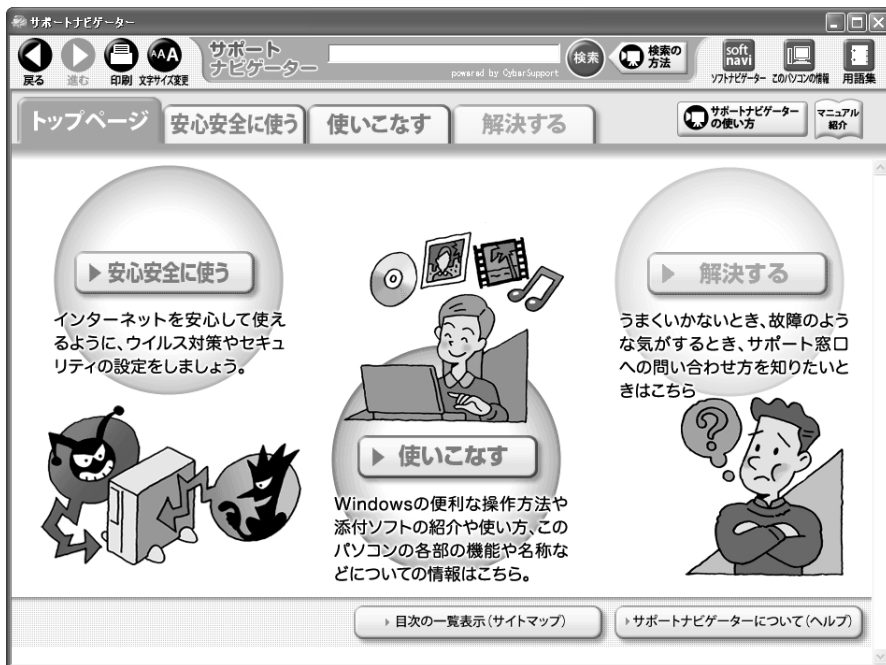 サポートナビゲーター
戻る
進む
印刷
AAA
文字サイズ変更
サポート
ナビゲーター
検索
powered by CyberSupport
検索の
方法
soft
navi
ソフトナビゲーター
このパソコンの情報
用語集
トップページ
安心安全に使う
使いこなす
解決する
サポートナビゲーター
の使い方
マニュアル
紹介
安心安全に使う
インターネットを安心して使え
るように、ウイルス対策やセキュ
リティの設定をしましょう。
使いこなす
Windowsの便利な操作方法や
添付ソフトの紹介や使い方、この
パソコンの各部の機能や名称な
どについての情報はこちら。
解決する
うまくいかないとき、故障のよう
な気がするとき、サポート窓口
への問い合わせ方を知りたいと
きはこちら
?
目次の一覧表示(サイトマップ)
サポートナビゲーターについて(ヘルプ)